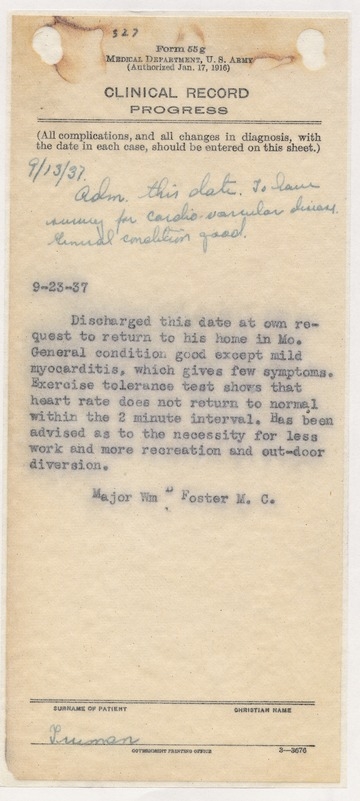 527
Form 55g
MEDICAL DEPARTMENT, U. S. ARMY
(Authorized Jan. 17, 1916)
CLINICAL RECORD
PROGRESS
(All complications, and all changes in diagnosis, with
the date in each case, should be entered on this sheet.)
9/13/37.
Adm. this date. To have
survey for cardio-vascular disease.
General condition good.
9-23-37
Discharged this date at own re-
quest to return to his home in Mo.
General condition good except mild
myocarditis, which gives few symptoms.
Exercise tolerance test shows that
heart rate does not return to normal
within the 2 minute interval. Has been
advised as to the necessity for less
work and more recreation and out-door
diversion.
Major Wm D Foster M. C.
SURNAME OF PATIENT CHRISTIAN NAME
Truman
GOVERNMENT PRINTING OFFICE 3—3676